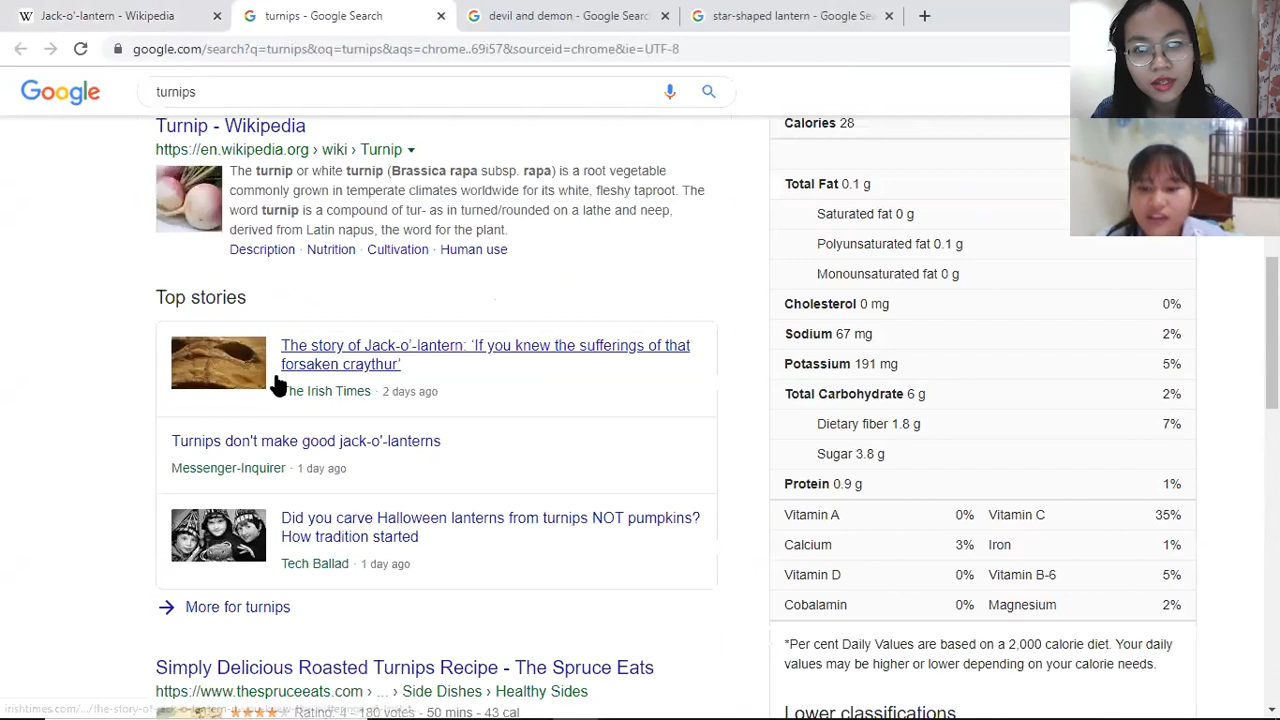 Jack-o'-lantern - Wikipedia
turnips - Google Search
devil and demon - Google Searc
star-shaped lantern - Google Se
google.com/search?q=turnips&oq=turnips&aqs=chrome..69i57&sourceid=chrome&ie=UTF-8
Google
turnips
Turnip - Wikipedia
https://en.wikipedia.org › wiki › Turnip
The turnip or white turnip (Brassica rapa subsp. rapa) is a root vegetable
commonly grown in temperate climates worldwide for its white, fleshy taproot. The
word turnip is a compound of tur- as in turned/rounded on a lathe and neep,
derived from Latin napus, the word for the plant.
Description · Nutrition · Cultivation · Human use
Top stories
The story of Jack-o'-lantern: 'If you knew the sufferings of that
forsaken craythur'
The Irish Times · 2 days ago
Turnips don't make good jack-o'-lanterns
Messenger-Inquirer · 1 day ago
Did you carve Halloween lanterns from turnips NOT pumpkins?
How tradition started
Tech Ballad · 1 day ago
More for turnips
Simply Delicious Roasted Turnips Recipe - The Spruce Eats
https://www.thespruceeats.com › ... › Side Dishes › Healthy Sides
Rating: 4 - 180 votes - 50 mins - 43 cal
Calories 28
Total Fat 0.1 g
Saturated fat 0 g
Polyunsaturated fat 0.1 g
Monounsaturated fat 0 g
Cholesterol 0 mg 0%
Sodium 67 mg 2%
Potassium 191 mg 5%
Total Carbohydrate 6 g 2%
Dietary fiber 1.8 g 7%
Sugar 3.8 g
Protein 0.9 g 1%
Vitamin A 0% Vitamin C 35%
Calcium 3% Iron 1%
Vitamin D 0% Vitamin B-6 5%
Cobalamin 0% Magnesium 2%
*Per cent Daily Values are based on a 2,000 calorie diet. Your daily
values may be higher or lower depending on your calorie needs.
Lower classifications